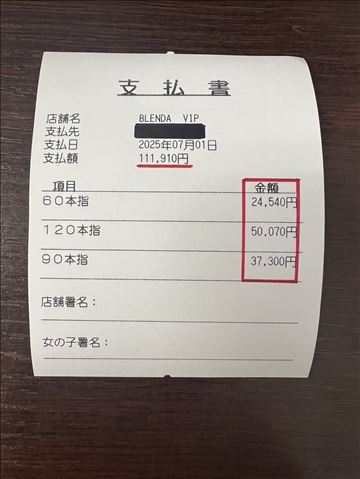 支払書
店舗名 BLENDA VIP
支払先
支払日 2025年07月01日
支払額 111,910円
項目 金額
60本指 24,540円
120本指 50,070円
90本指 37,300円
店舗署名：
女の子署名：